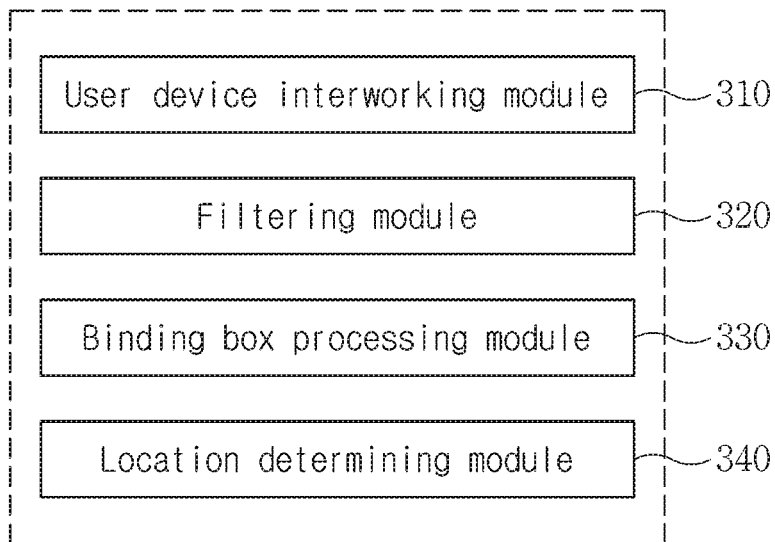 User device interworking module 310
Filtering module 320
Binding box processing module 330
Location determining module 340